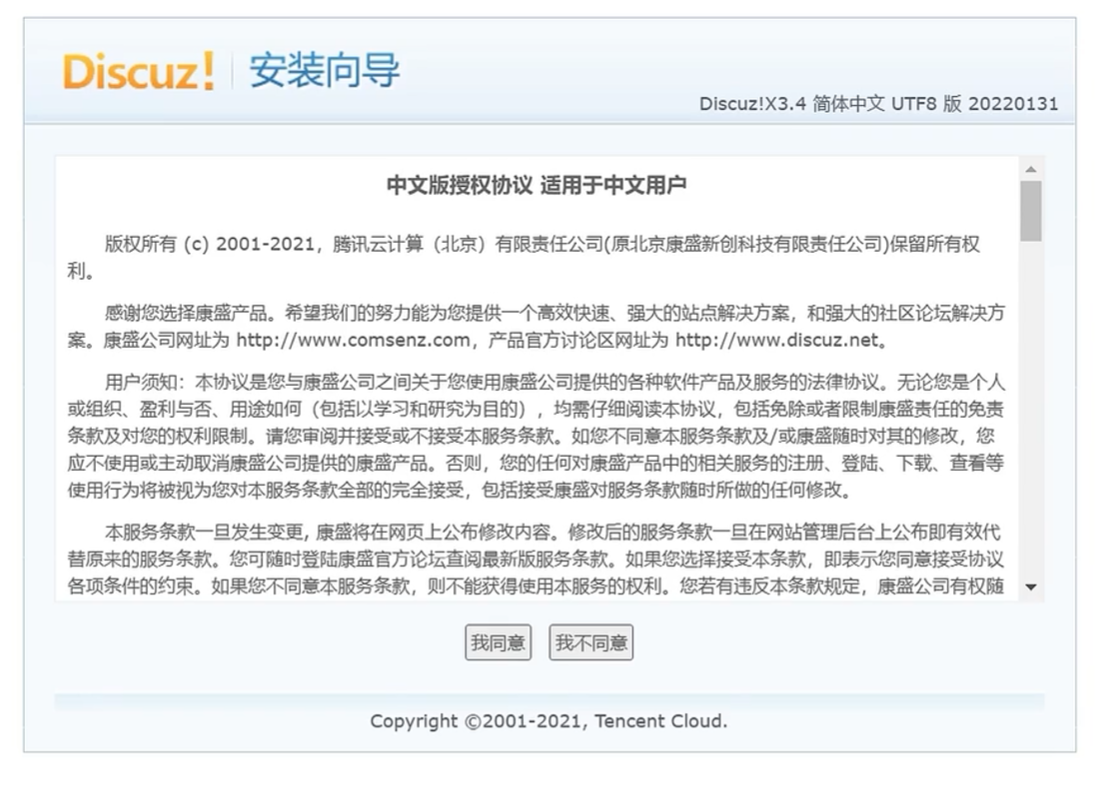 Discuz! 安装向导
Discuz!X3.4 简体中文 UTF8 版 20220131
中文版授权协议 适用于中文用户
版权所有 (c) 2001-2021，腾讯云计算（北京）有限责任公司(原北京康盛新创科技有限责任公司)保留所有权
利。
感谢您选择康盛产品。希望我们的努力能为您提供一个高效快速、强大的站点解决方案，和强大的社区论坛解决方
案。康盛公司网址为 http://www.comsenz.com，产品官方讨论区网址为 http://www.discuz.net。
用户须知：本协议是您与康盛公司之间关于您使用康盛公司提供的各种软件产品及服务的法律协议。无论您是个人
或组织、盈利与否、用途如何（包括以学习和研究为目的），均需仔细阅读本协议，包括免除或者限制康盛责任的免责
条款及对您的权利限制。请您审阅并接受或不接受本服务条款。如您不同意本服务条款及/或康盛随时对其的修改，您
应不使用或主动取消康盛公司提供的康盛产品。否则，您的任何对康盛产品中的相关服务的注册、登陆、下载、查看等
使用行为将被视为您对本服务条款全部的完全接受，包括接受康盛对服务条款随时所做的任何修改。
本服务条款一旦发生变更, 康盛将在网页上公布修改内容。修改后的服务条款一旦在网站管理后台上公布即有效代
替原来的服务条款。您可随时登陆康盛官方论坛查阅最新版服务条款。如果您选择接受本条款，即表示您同意接受协议
各项条件的约束。如果您不同意本服务条款，则不能获得使用本服务的权利。您若有违反本条款规定，康盛公司有权随
我同意 我不同意
Copyright ©2001-2021, Tencent Cloud.